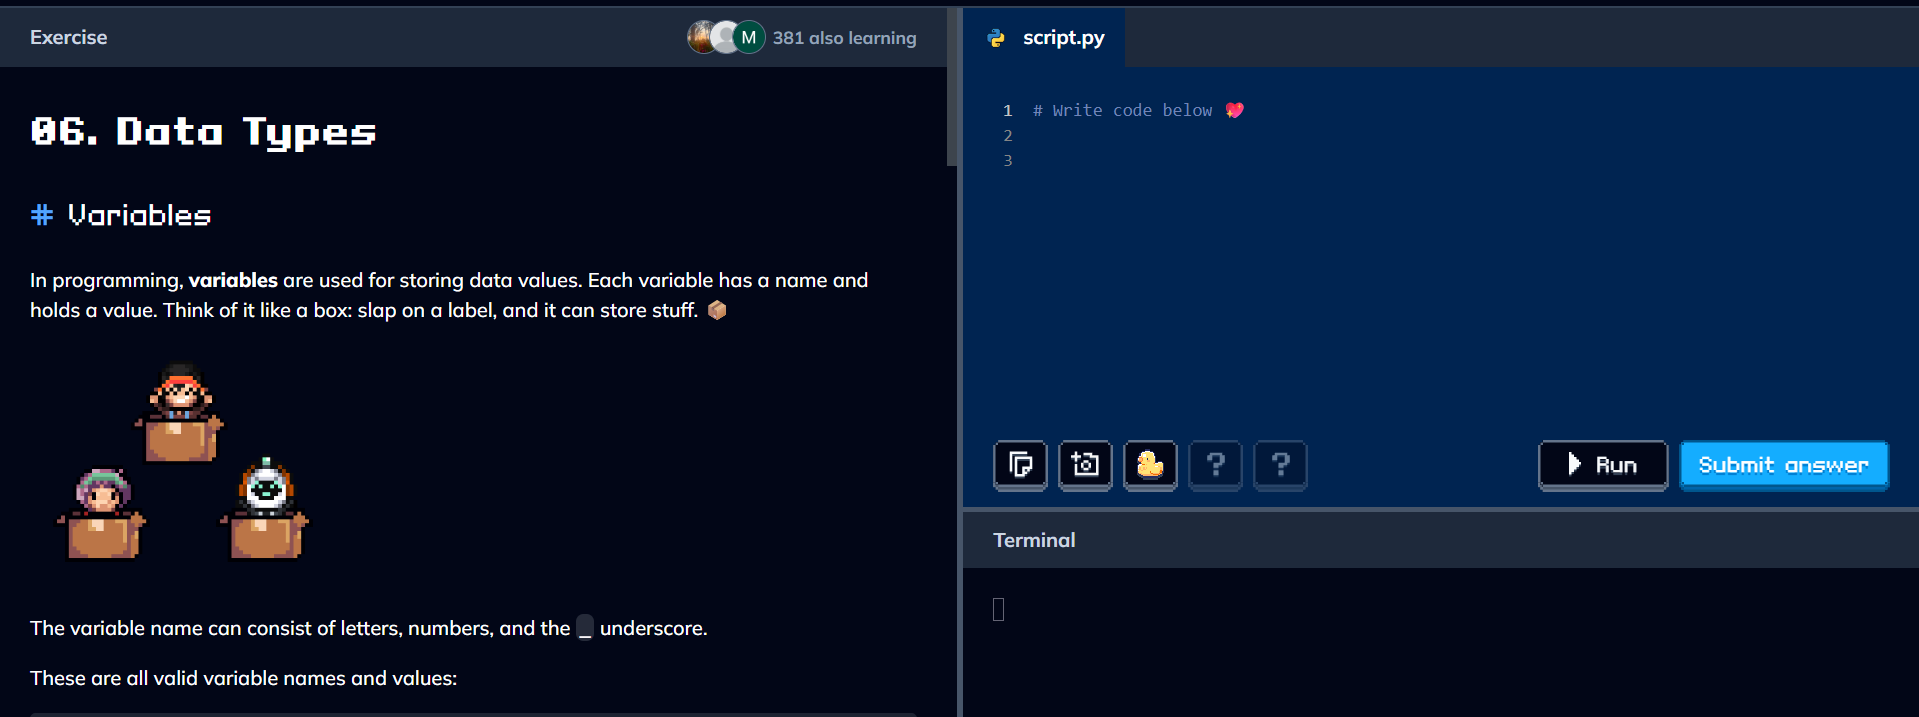 Exercise
M
381 also learning
06. Data Types
# Variables
In programming, variables are used for storing data values. Each variable has a name and
holds a value. Think of it like a box: slap on a label, and it can store stuff. 📦
The variable name can consist of letters, numbers, and the _ underscore.
These are all valid variable names and values:
script.py
1 # Write code below 💖
2
3
? ?
Run
Submit answer
Terminal